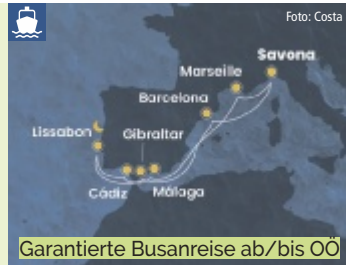 Foto: Costa
Savona
Marseille
Barcelona
Lissabon
Gibraltar
Cádiz
Málaga
Garantierte Busanreise ab/bis OÖ